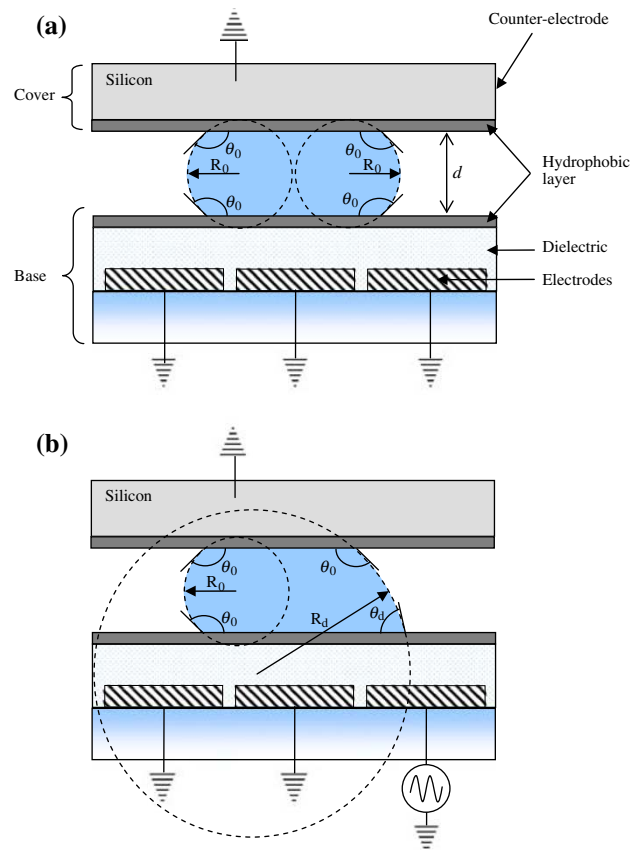 (a)
Counter-electrode
Silicon
Cover
θ0 θ0
R0 R0
d
Hydrophobic
layer
θ0 θ0
Dielectric
Base
Electrodes
(b)
Silicon
θ0 θ0
R0
θ0
Rd
θd